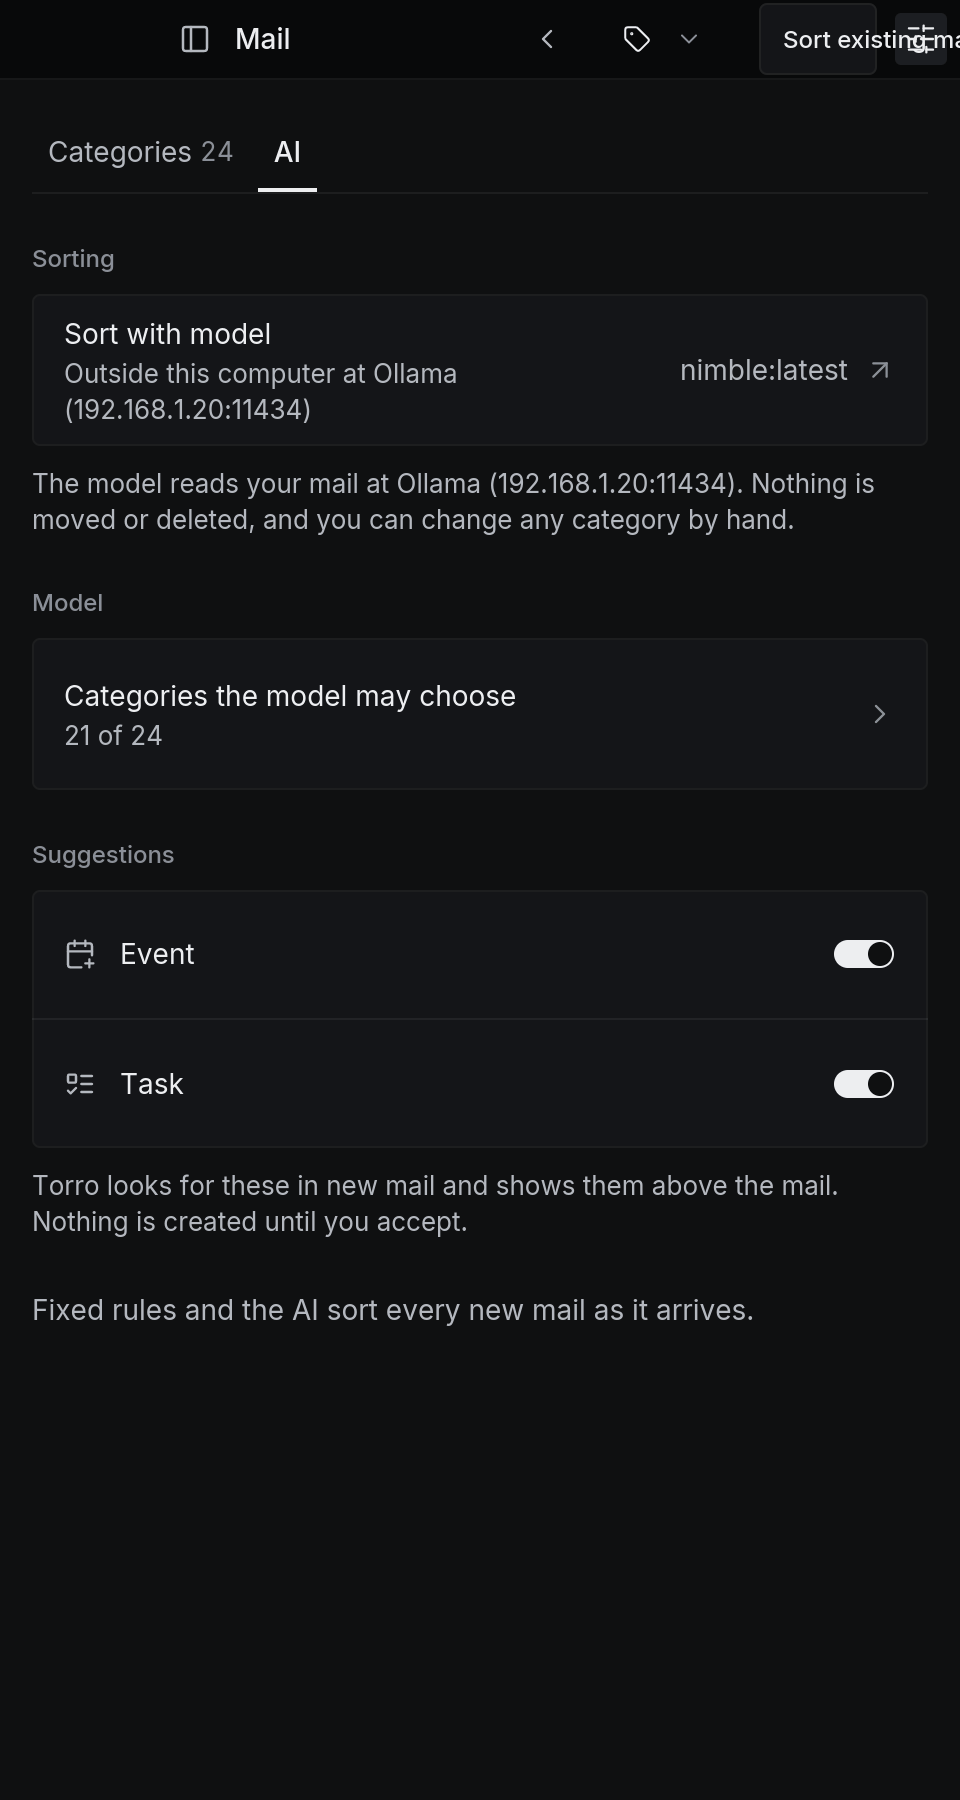 Mail
Sort existing ma
Categories 24
AI
Sorting
Sort with model
Outside this computer at Ollama
(192.168.1.20:11434)
nimble:latest
The model reads your mail at Ollama (192.168.1.20:11434). Nothing is
moved or deleted, and you can change any category by hand.
Model
Categories the model may choose
21 of 24
Suggestions
Event
Task
Torro looks for these in new mail and shows them above the mail.
Nothing is created until you accept.
Fixed rules and the AI sort every new mail as it arrives.